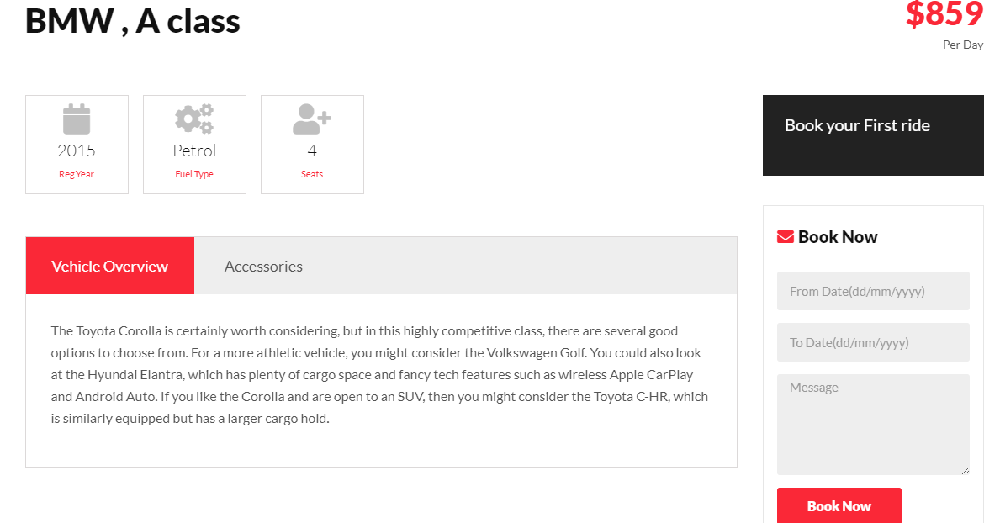 BMW , A class
$859
Per Day
2015
Reg.Year
Petrol
Fuel Type
4
Seats
Book your First ride
Vehicle Overview
Accessories
The Toyota Corolla is certainly worth considering, but in this highly competitive class, there are several good
options to choose from. For a more athletic vehicle, you might consider the Volkswagen Golf. You could also look
at the Hyundai Elantra, which has plenty of cargo space and fancy tech features such as wireless Apple CarPlay
and Android Auto. If you like the Corolla and are open to an SUV, then you might consider the Toyota C-HR, which
is similarly equipped but has a larger cargo hold.
Book Now
From Date(dd/mm/yyyy)
To Date(dd/mm/yyyy)
Message
Book Now